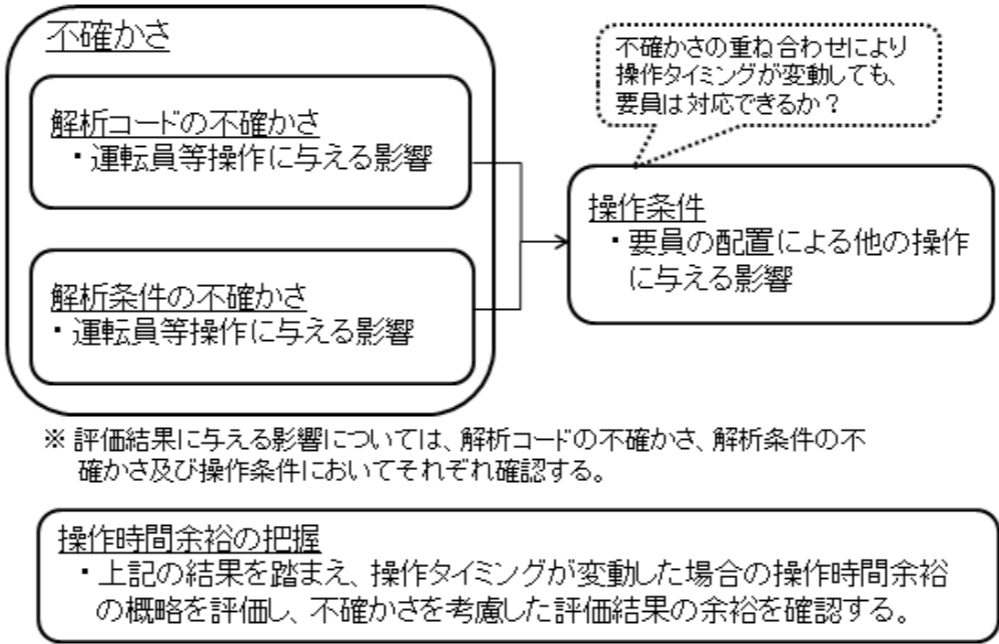 不確かさ
解析コードの不確かさ
・運転員等操作に与える影響
解析条件の不確かさ
・運転員等操作に与える影響
不確かさの重ね合わせにより
操作タイミングが変動しても、
要員は対応できるか？
操作条件
・要員の配置による他の操作
に与える影響
※ 評価結果に与える影響については、解析コードの不確かさ、解析条件の不
確かさ及び操作条件においてそれぞれ確認する。
操作時間余裕の把握
・上記の結果を踏まえ、操作タイミングが変動した場合の操作時間余裕
の概略を評価し、不確かさを考慮した評価結果の余裕を確認する。